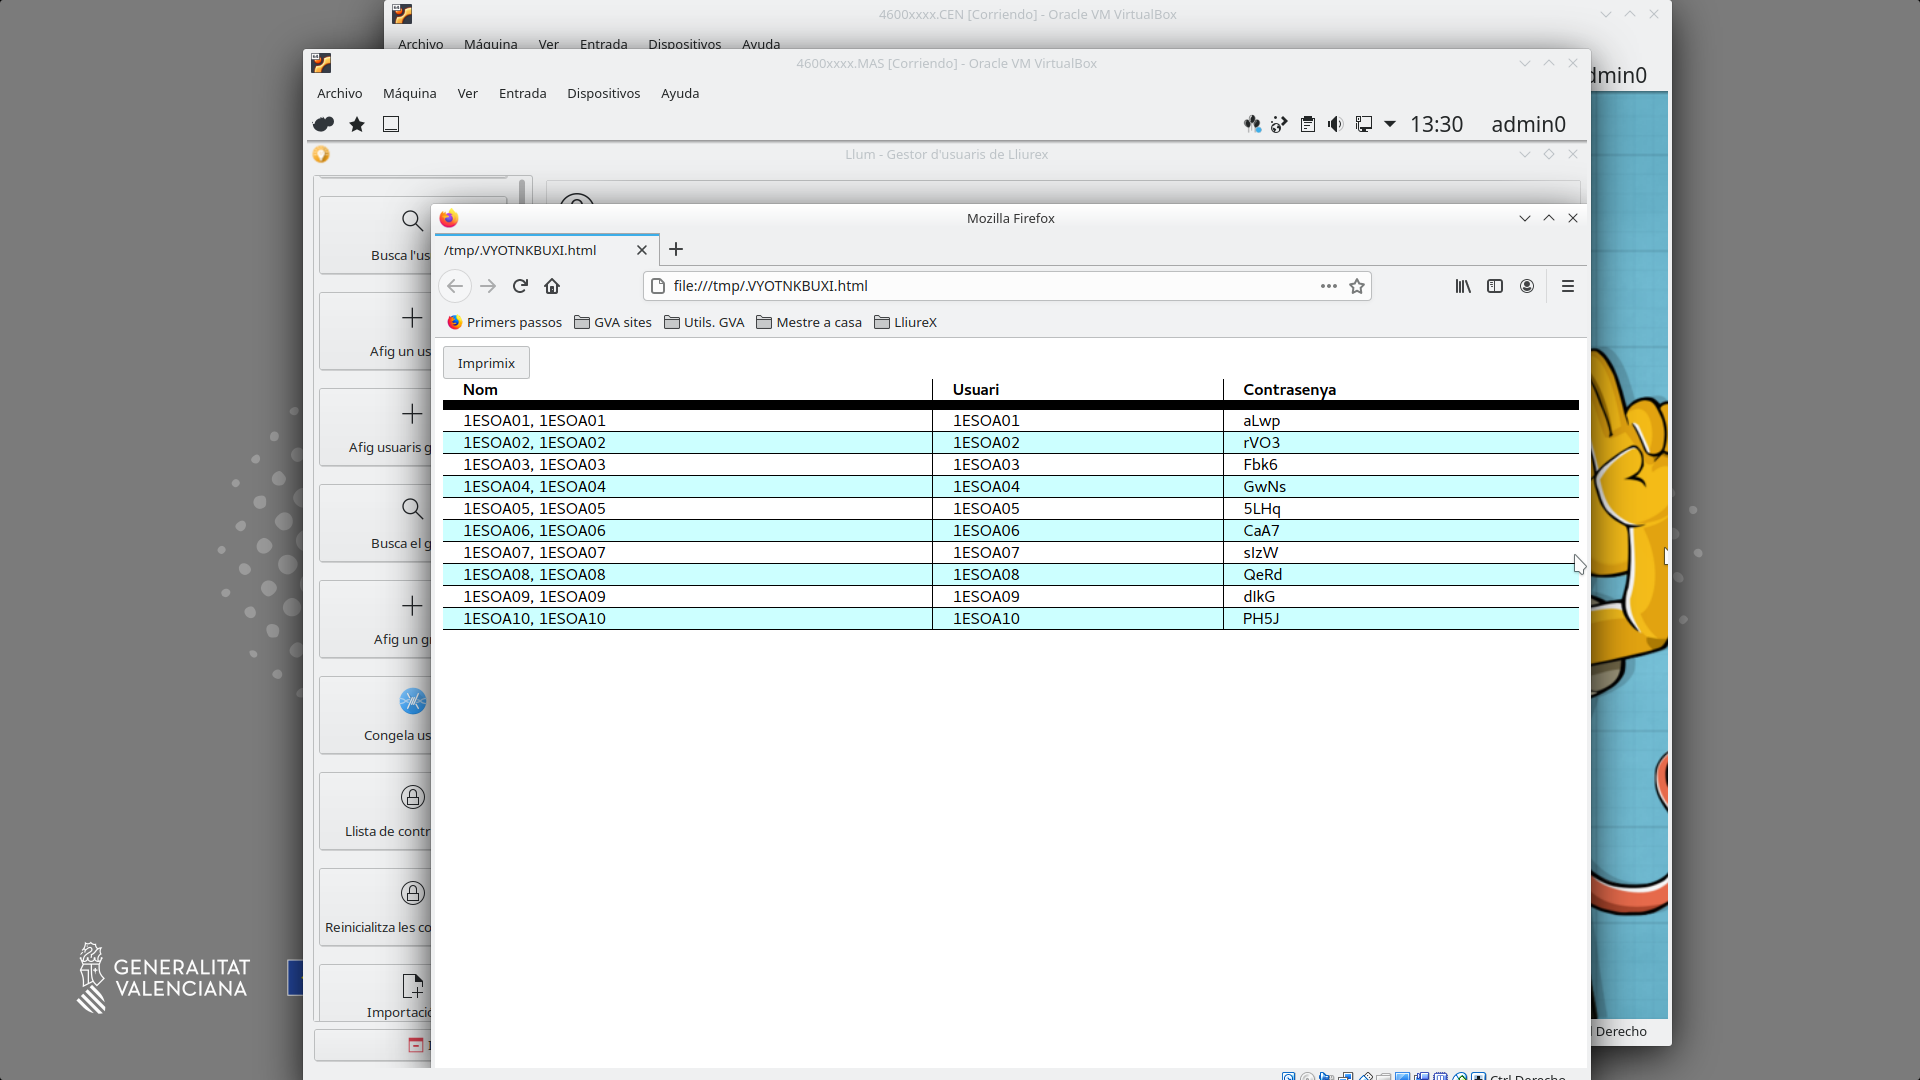 4600xxxx.CEN [Corriendo] - Oracle VM VirtualBox
Archivo Máquina Ver Entrada Dispositivos Ayuda
admin0
4600xxxx.MAS [Corriendo] - Oracle VM VirtualBox
Archivo Máquina Ver Entrada Dispositivos Ayuda
13:30 admin0
Llum - Gestor d'usuaris de Lliurex
Busca l'us
Afig un us
Afig usuaris g
Busca el g
Afig un g
Congela us
Llista de contr
Reinicialitza les co
Importaci
Mozilla Firefox
/tmp/.VYOTNKBUXI.html
file:///tmp/.VYOTNKBUXI.html
Primers passos GVA sites Utils. GVA Mestre a casa LliureX
Imprimix
Nom Usuari Contrasenya
1ESOA01, 1ESOA01 1ESOA01 aLwp
1ESOA02, 1ESOA02 1ESOA02 rVO3
1ESOA03, 1ESOA03 1ESOA03 Fbk6
1ESOA04, 1ESOA04 1ESOA04 GwNs
1ESOA05, 1ESOA05 1ESOA05 5LHq
1ESOA06, 1ESOA06 1ESOA06 CaA7
1ESOA07, 1ESOA07 1ESOA07 sIzW
1ESOA08, 1ESOA08 1ESOA08 QeRd
1ESOA09, 1ESOA09 1ESOA09 dIkG
1ESOA10, 1ESOA10 1ESOA10 PH5J
GENERALITAT
VALENCIANA
Derecho
Ctrl Derecho